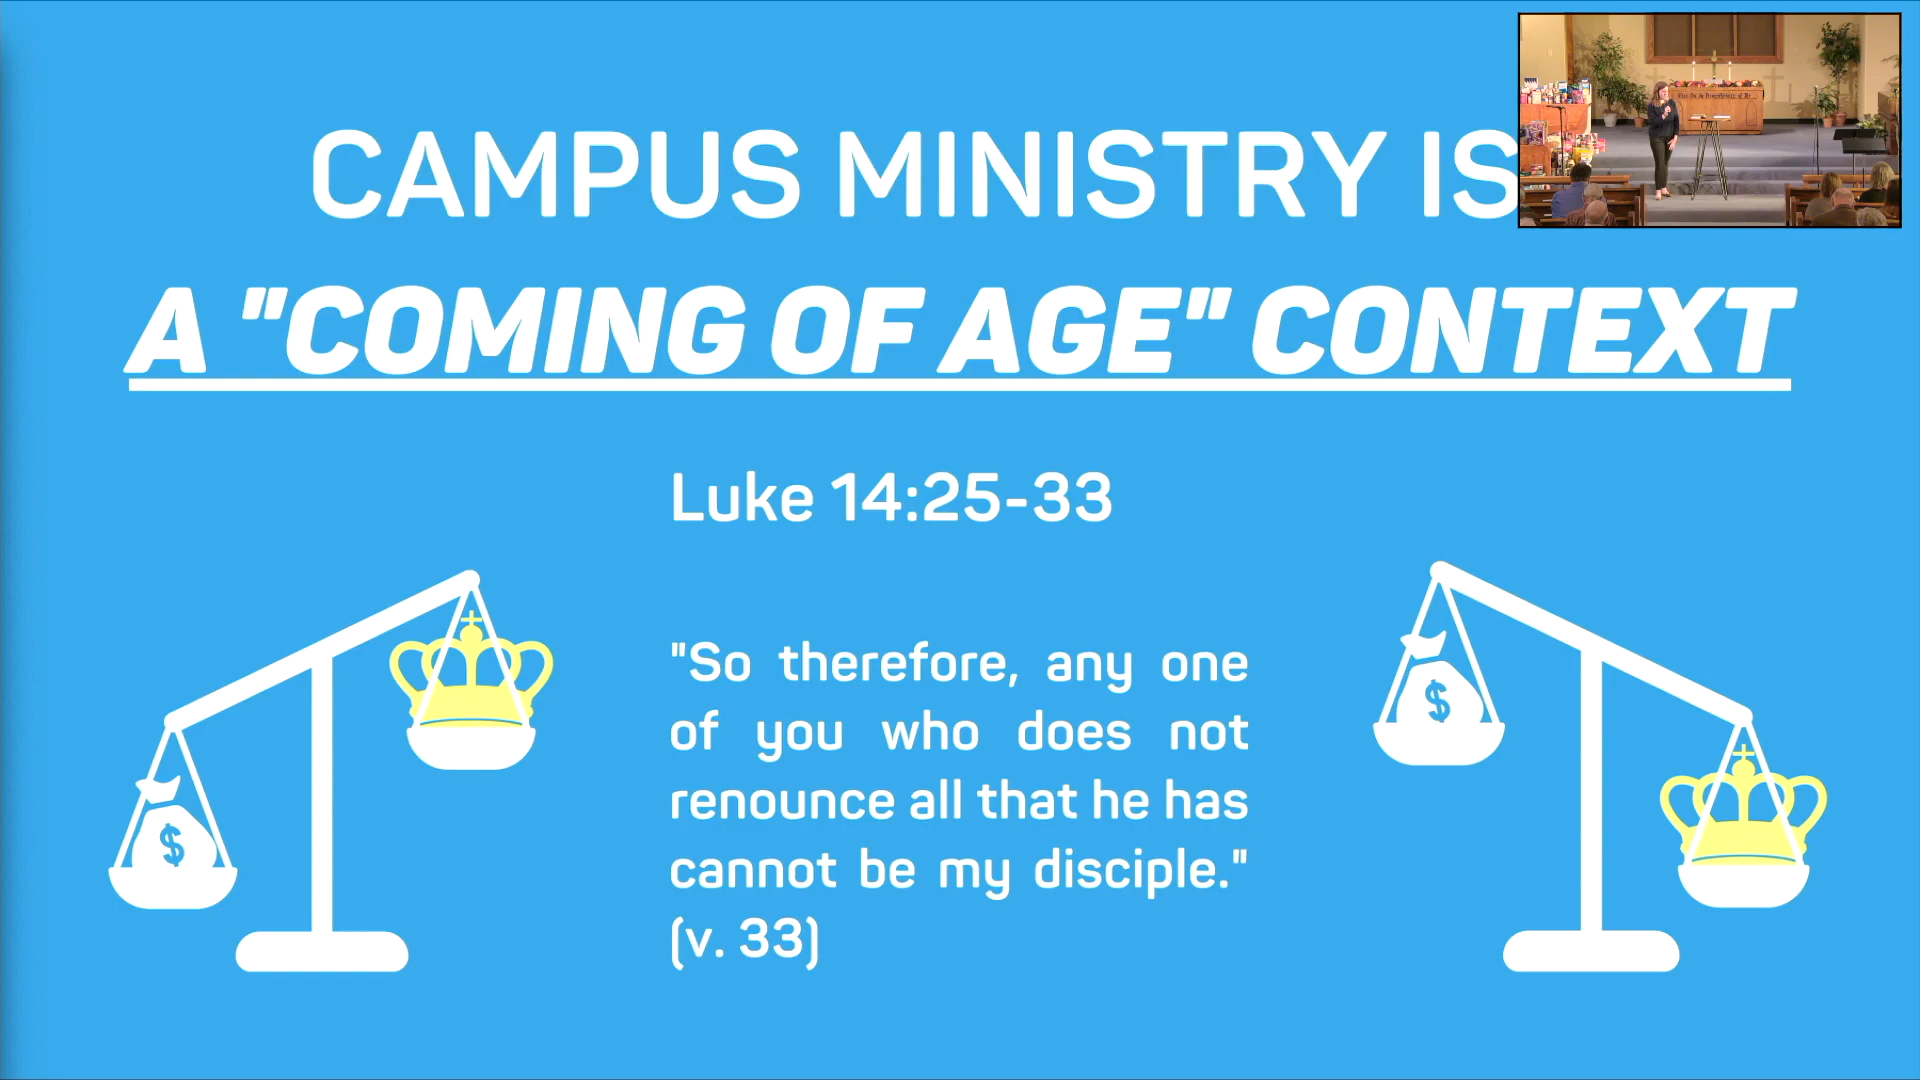 CAMPUS MINISTRY IS
A "COMING OF AGE" CONTEXT
Luke 14:25-33
"So therefore, any one
of you who does not
renounce all that he has
cannot be my disciple."
(v. 33)
$
$